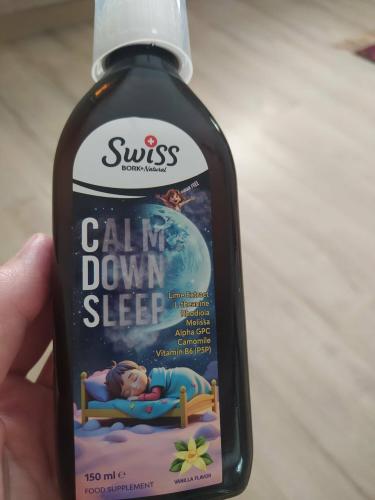 Swiss
BORK+Natural
FREE
CALM
DOWN
SLEEP
Lime Extract
L-Theanine
Rhodiola
Melissa
Alpha GPC
Camomile
Vitamin B6 (P5P)
150 ml ℮
FOOD SUPPLEMENT
VANILLA FLAVOR